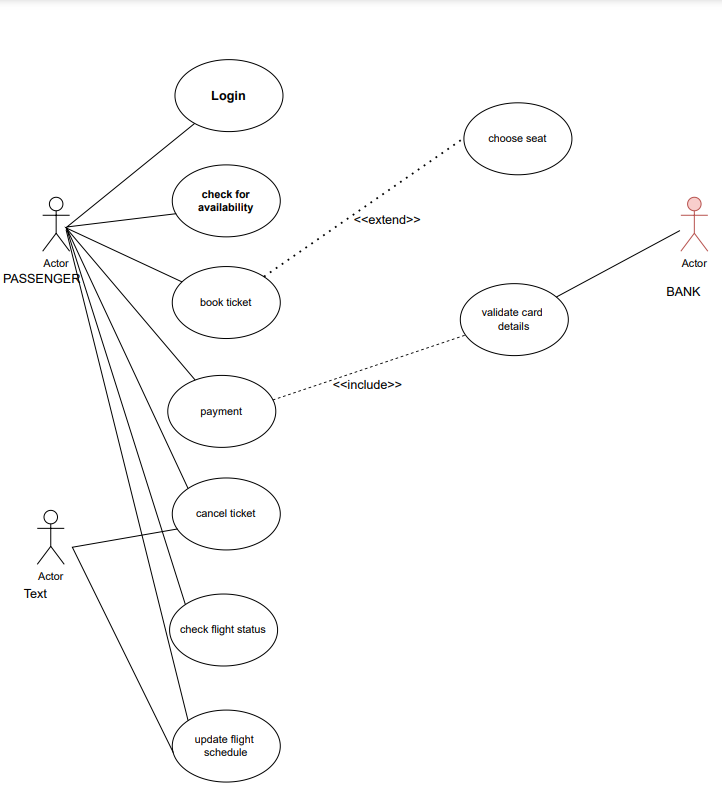 Login
choose seat
check for
availability
<<extend>>
Actor
PASSENGER
Actor
BANK
book ticket
validate card
details
<<include>>
payment
cancel ticket
Actor
Text
check flight status
update flight
schedule